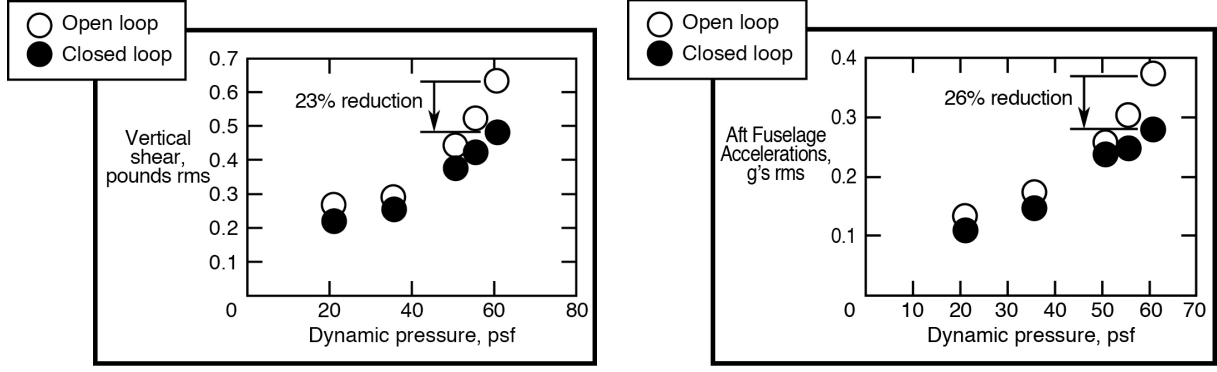 Open loop
Closed loop
0.7
0.6
0.5
0.4
0.3
0.2
0.1
0
20
40
60
80
23% reduction
Vertical
shear,
pounds rms
Dynamic pressure, psf
Open loop
Closed loop
0.4
0.3
0.2
0.1
0
10
20
30
40
50
60
70
26% reduction
Aft Fuselage
Accelerations,
g's rms
Dynamic pressure, psf